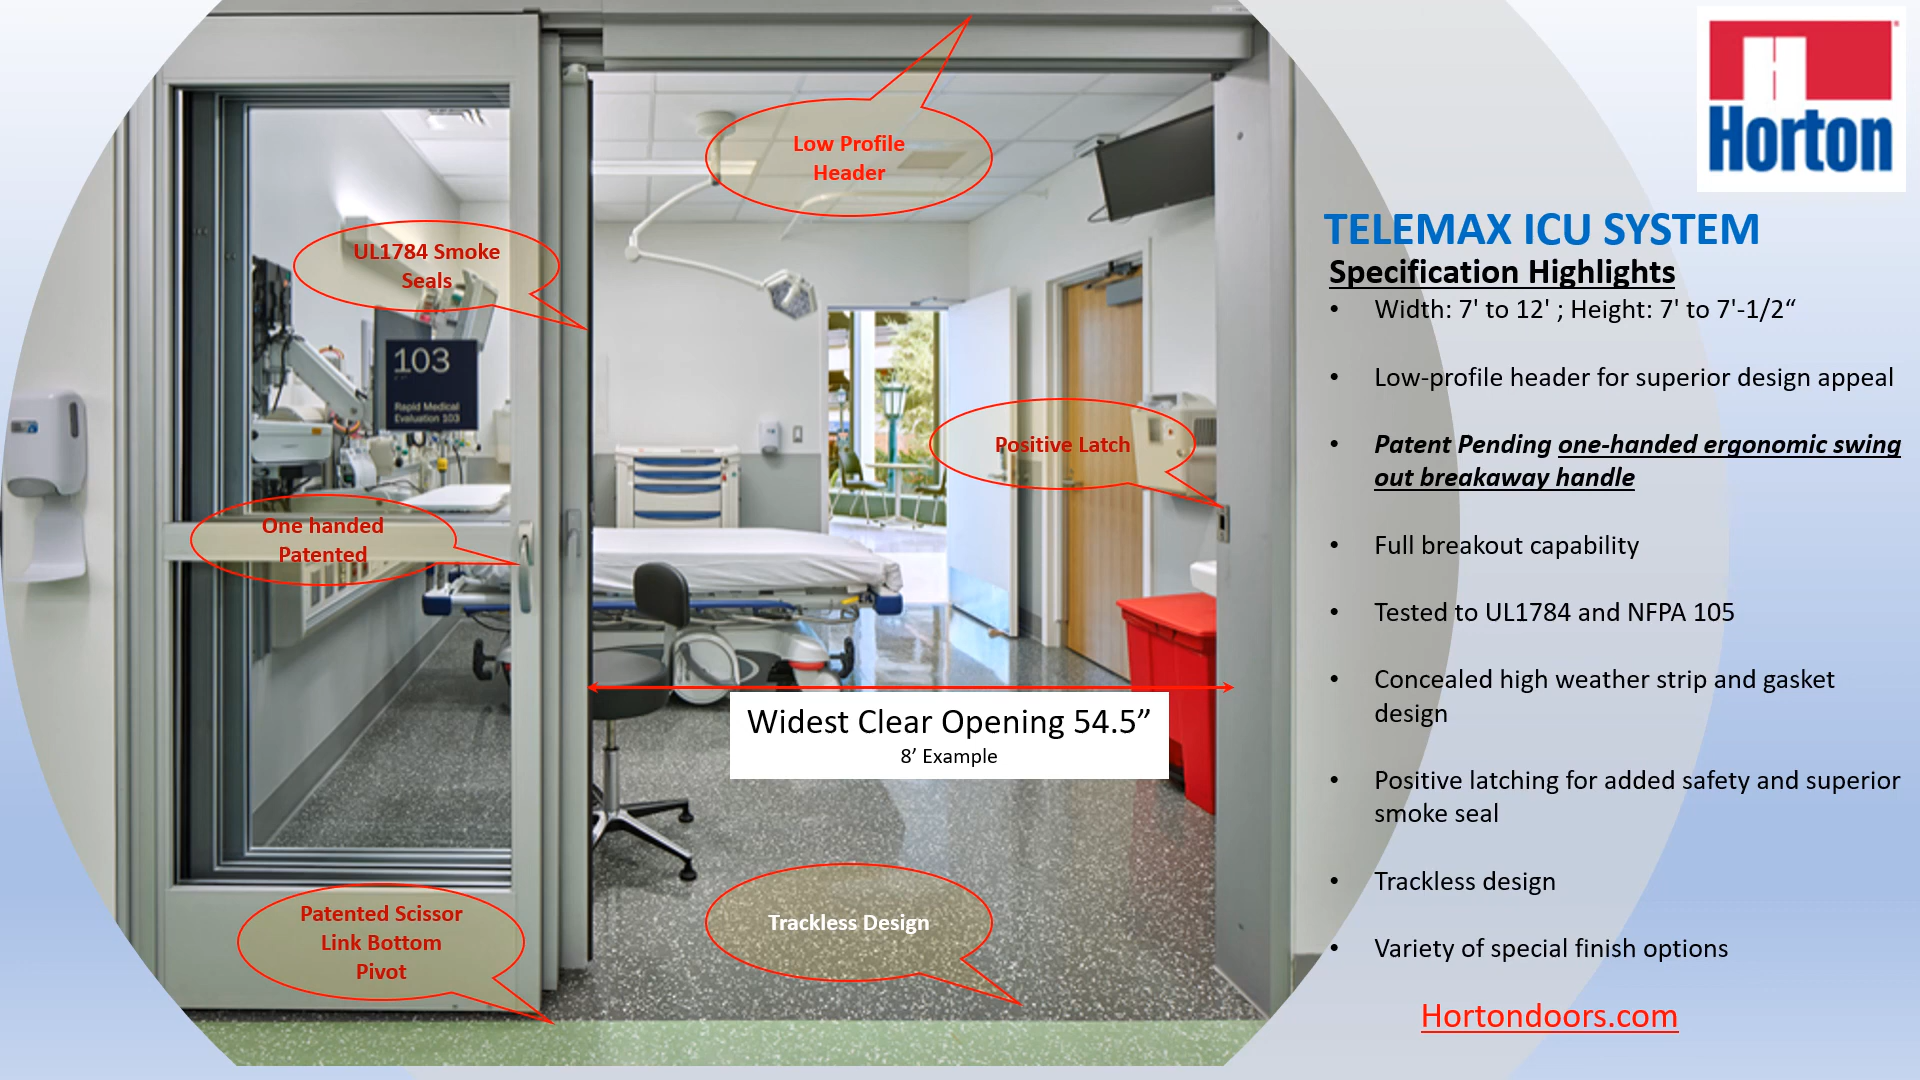 Horton
Low Profile
Header
UL1784 Smoke
Seals
103
Rapid Medical
Evaluation 103
Positive Latch
One handed
Patented
Widest Clear Opening 54.5”
8’ Example
Patented Scissor
Link Bottom
Pivot
Trackless Design
TELEMAX ICU SYSTEM
Specification Highlights
• Width: 7' to 12' ; Height: 7' to 7'-1/2“
• Low-profile header for superior design appeal
• Patent Pending one-handed ergonomic swing
out breakaway handle
• Full breakout capability
• Tested to UL1784 and NFPA 105
• Concealed high weather strip and gasket
design
• Positive latching for added safety and superior
smoke seal
• Trackless design
• Variety of special finish options
Hortondoors.com